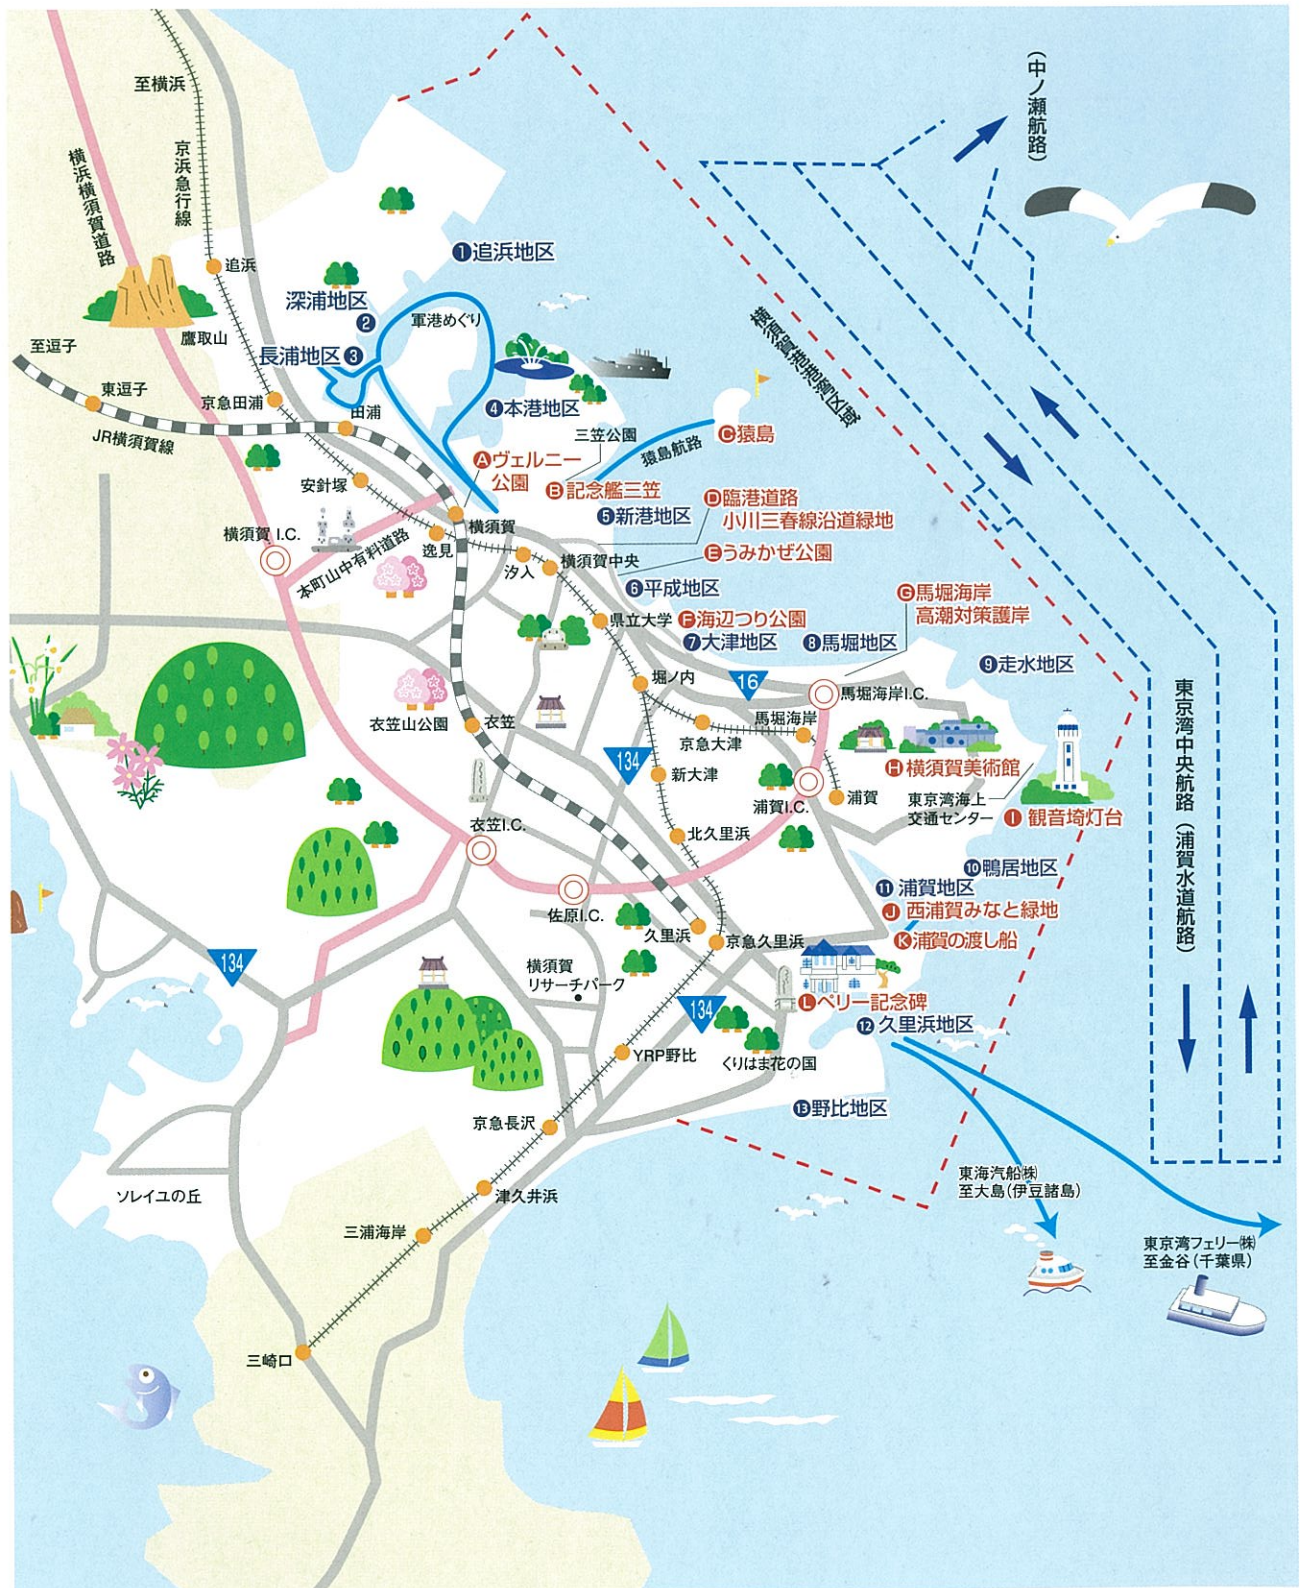 至横浜
京浜急行線
横浜横須賀道路
(中ノ瀬航路)
追浜
❶追浜地区
深浦地区
❷
軍港めぐり
鷹取山
長浦地区❸
至逗子
東逗子
京急田浦
田浦
JR横須賀線
❹本港地区
三笠公園
横須賀港港湾区域
猿島航路
Ⓒ猿島
Ⓐヴェルニー
公園
安針塚
Ⓑ記念艦三笠
Ⓓ臨港道路
小川三春線沿道緑地
❺新港地区
横須賀
横須賀 I.C.
逸見
本町山中有料道路
汐入
横須賀中央
Ⓔうみかぜ公園
❻平成地区
Ⓖ馬堀海岸
高潮対策護岸
県立大学
Ⓕ海辺つり公園
❼大津地区
❽馬堀地区
❾走水地区
堀ノ内
16
馬堀海岸I.C.
東京湾中央航路(浦賀水道航路)
衣笠山公園
衣笠
京急大津
馬堀海岸
134
新大津
Ⓗ横須賀美術館
浦賀I.C.
浦賀
東京湾海上
交通センター
Ⓘ観音埼灯台
衣笠I.C.
北久里浜
❿鴨居地区
⓫浦賀地区
佐原I.C.
Ⓙ西浦賀みなと緑地
久里浜
京急久里浜
Ⓚ浦賀の渡し船
134
横須賀
リサーチパーク
134
Ⓛペリー記念碑
⓬久里浜地区
YRP野比
くりはま花の国
⓭野比地区
京急長沢
東海汽船㈱
至大島(伊豆諸島)
ソレイユの丘
津久井浜
三浦海岸
東京湾フェリー㈱
至金谷(千葉県)
三崎口